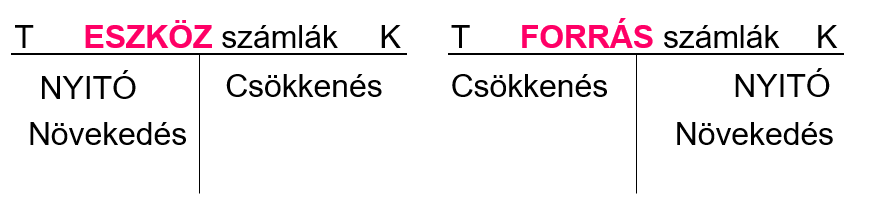 T ESZKÖZ számlák K
NYITÓ Csökkenés
Növekedés
T FORRÁS számlák K
Csökkenés NYITÓ
Növekedés